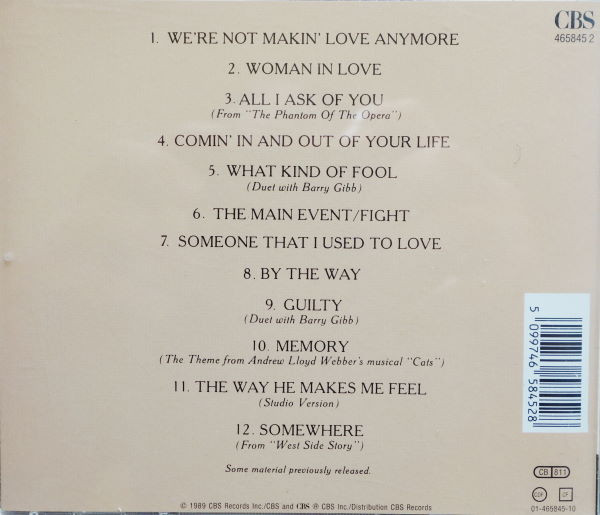 CBS
465845 2
1. WE'RE NOT MAKIN' LOVE ANYMORE
2. WOMAN IN LOVE
3. ALL I ASK OF YOU
(From "The Phantom Of The Opera")
4. COMIN' IN AND OUT OF YOUR LIFE
5. WHAT KIND OF FOOL
(Duet with Barry Gibb)
6. THE MAIN EVENT/FIGHT
7. SOMEONE THAT I USED TO LOVE
8. BY THE WAY
9. GUILTY
(Duet with Barry Gibb)
10. MEMORY
(The Theme from Andrew Lloyd Webber's musical "Cats")
11. THE WAY HE MAKES ME FEEL
(Studio Version)
12. SOMEWHERE
(From "West Side Story")
Some material previously released.
5 099746 584528
CB 811
© 1989 CBS Records Inc./CBS and CBS ® CBS Inc./Distribution CBS Records
01-465845-10